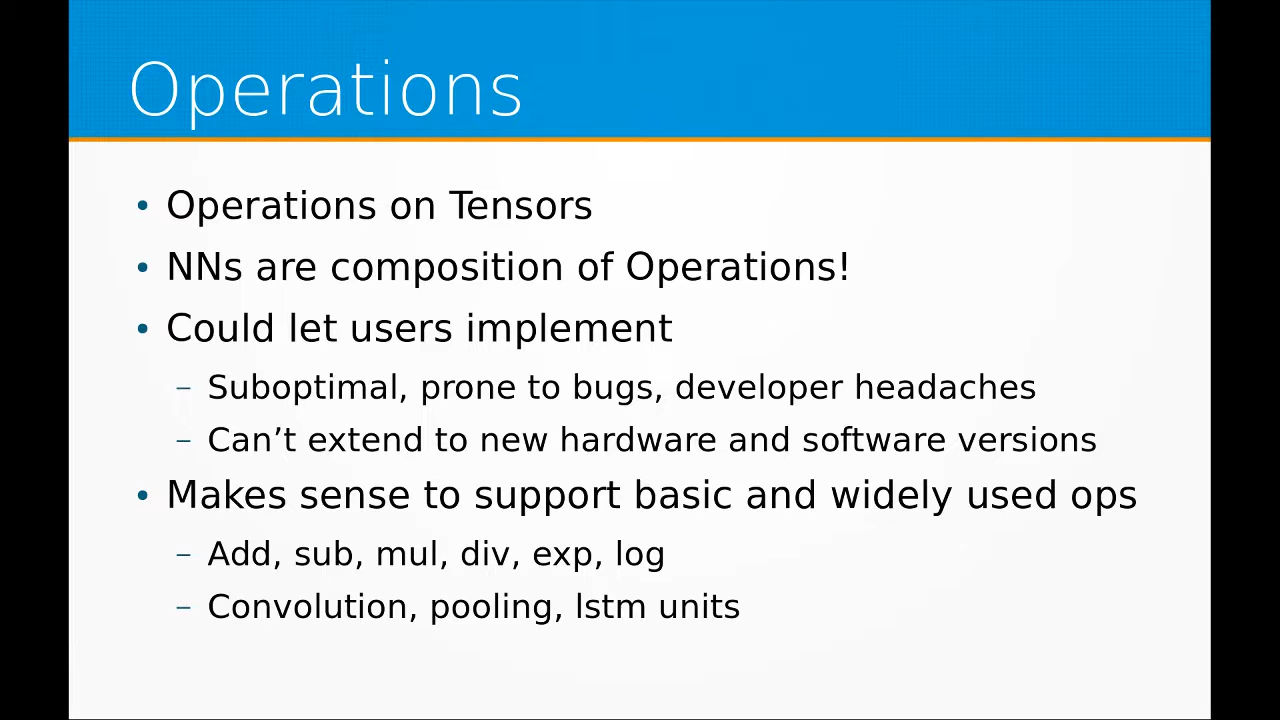 Operations
• Operations on Tensors
• NNs are composition of Operations!
• Could let users implement
– Suboptimal, prone to bugs, developer headaches
– Can’t extend to new hardware and software versions
• Makes sense to support basic and widely used ops
– Add, sub, mul, div, exp, log
– Convolution, pooling, lstm units